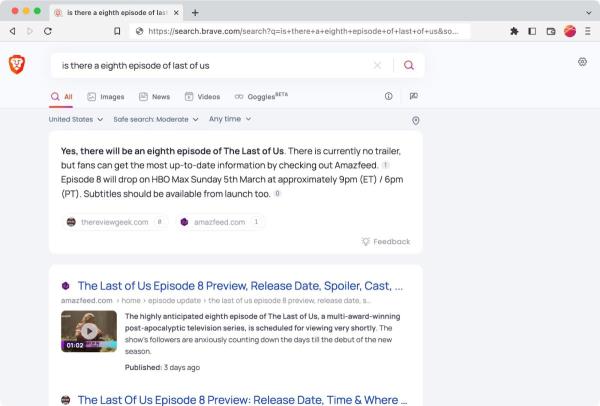 is there a eighth episode of last
https://search.brave.com/search?q=is+there+a+eighth+episode+of+last+of+us&so...
is there a eighth episode of last of us
All Images News Videos GogglesBETA
United States Safe search: Moderate Any time
Yes, there will be an eighth episode of The Last of Us. There is currently no trailer,
but fans can get the most up-to-date information by checking out Amazfeed. 1
Episode 8 will drop on HBO Max Sunday 5th March at approximately 9pm (ET) / 6pm
(PT). Subtitles should be available from launch too. 0
thereviewgeek.com 0 amazfeed.com 1
Feedback
The Last of Us Episode 8 Preview, Release Date, Spoiler, Cast, ...
amazfeed.com › home › episode update › the last of us episode 8 preview, release date, s...
The highly anticipated eighth episode of The Last of Us, a multi-award-winning
post-apocalyptic television series, is scheduled for viewing very shortly. The
show's followers are anxiously counting down the days till the debut of the new
season.
01:02
Published: 3 days ago
The Last Of Us Episode 8 Preview: Release Date, Time & Where ...